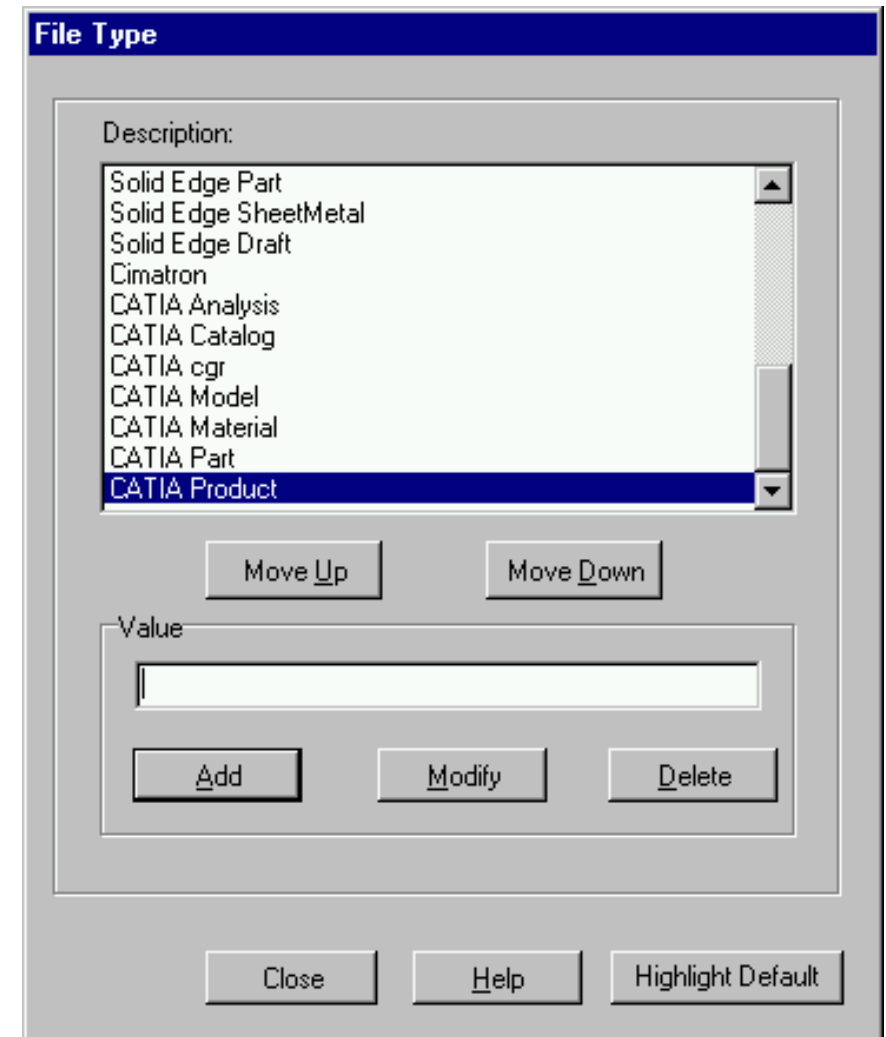 File Type
Description:
Solid Edge Part
Solid Edge SheetMetal
Solid Edge Draft
Cimatron
CATIA Analysis
CATIA Catalog
CATIA cgr
CATIA Model
CATIA Material
CATIA Part
CATIA Product
Move Up Move Down
Value
Add Modify Delete
Close Help Highlight Default